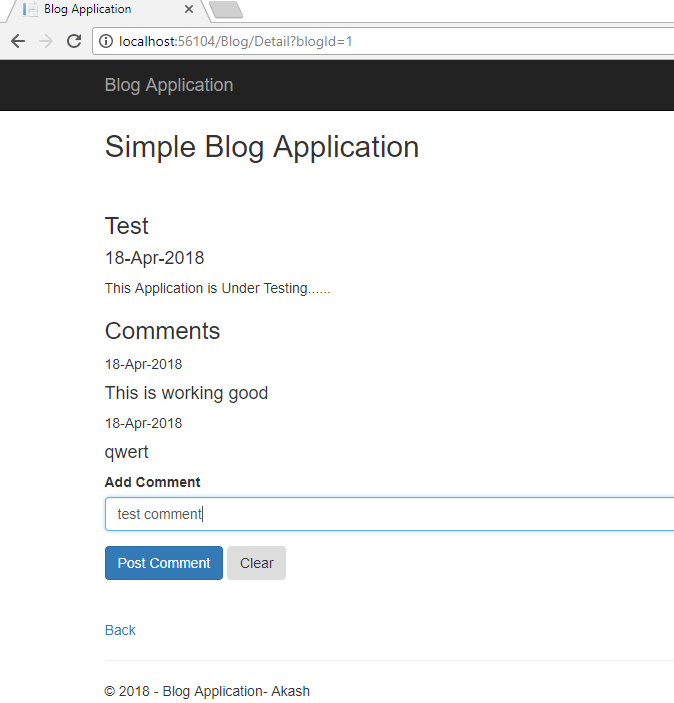 Blog Application
localhost:56104/Blog/Detail?blogId=1
Blog Application
Simple Blog Application
Test
18-Apr-2018
This Application is Under Testing......
Comments
18-Apr-2018
This is working good
18-Apr-2018
qwert
Add Comment
test comment
Post Comment Clear
Back
© 2018 - Blog Application- Akash